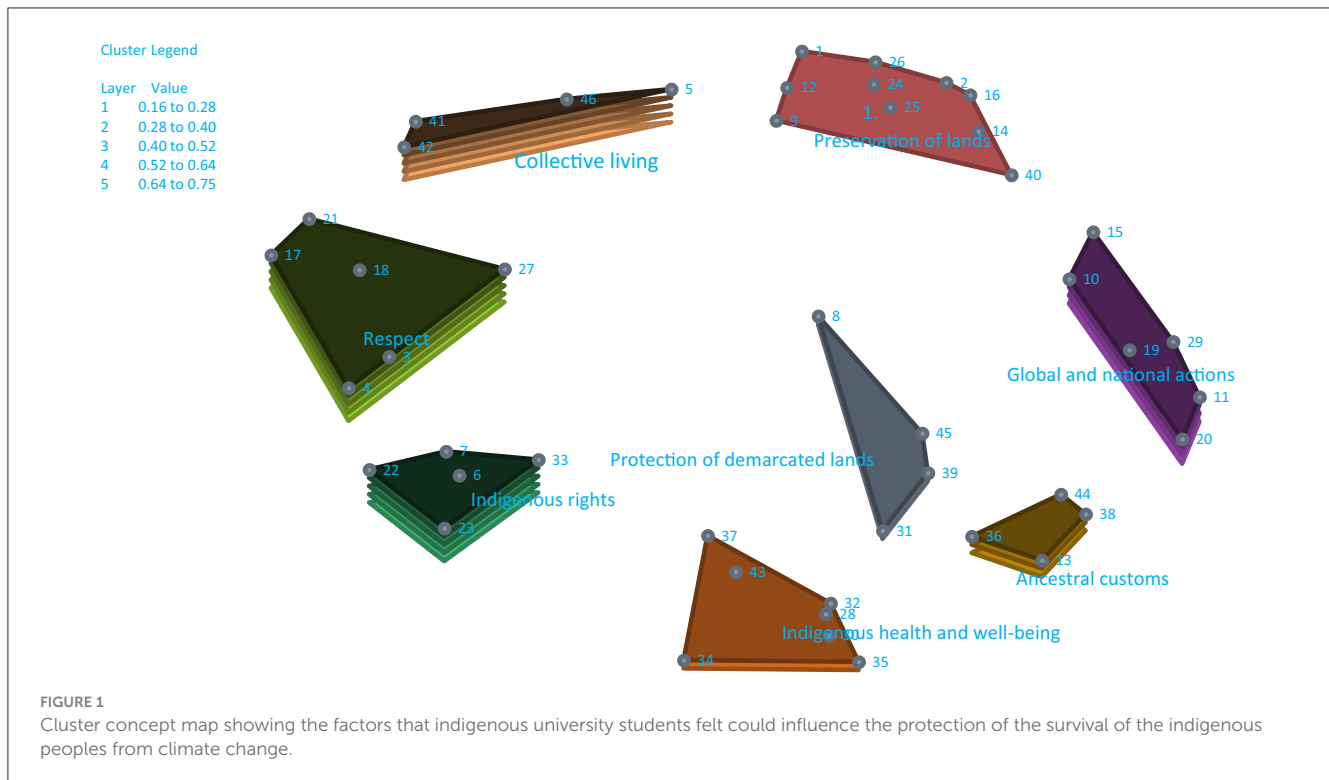 Cluster Legend
Layer Value
1 0.16 to 0.28
2 0.28 to 0.40
3 0.40 to 0.52
4 0.52 to 0.64
5 0.64 to 0.75
1
26
2
12
24
16
25
1.
9
14
Preservation of lands
40
5
46
41
42
Collective living
21
17
18
27
Respect
3
4
15
10
29
19
Global and national actions
11
20
8
45
Protection of demarcated lands
39
31
7
22
6
33
Indigenous rights
23
44
38
36
13
Ancestral customs
37
43
32
28
Indigenous health and well-being
34
35
FIGURE 1
Cluster concept map showing the factors that indigenous university students felt could influence the protection of the survival of the indigenous
peoples from climate change.